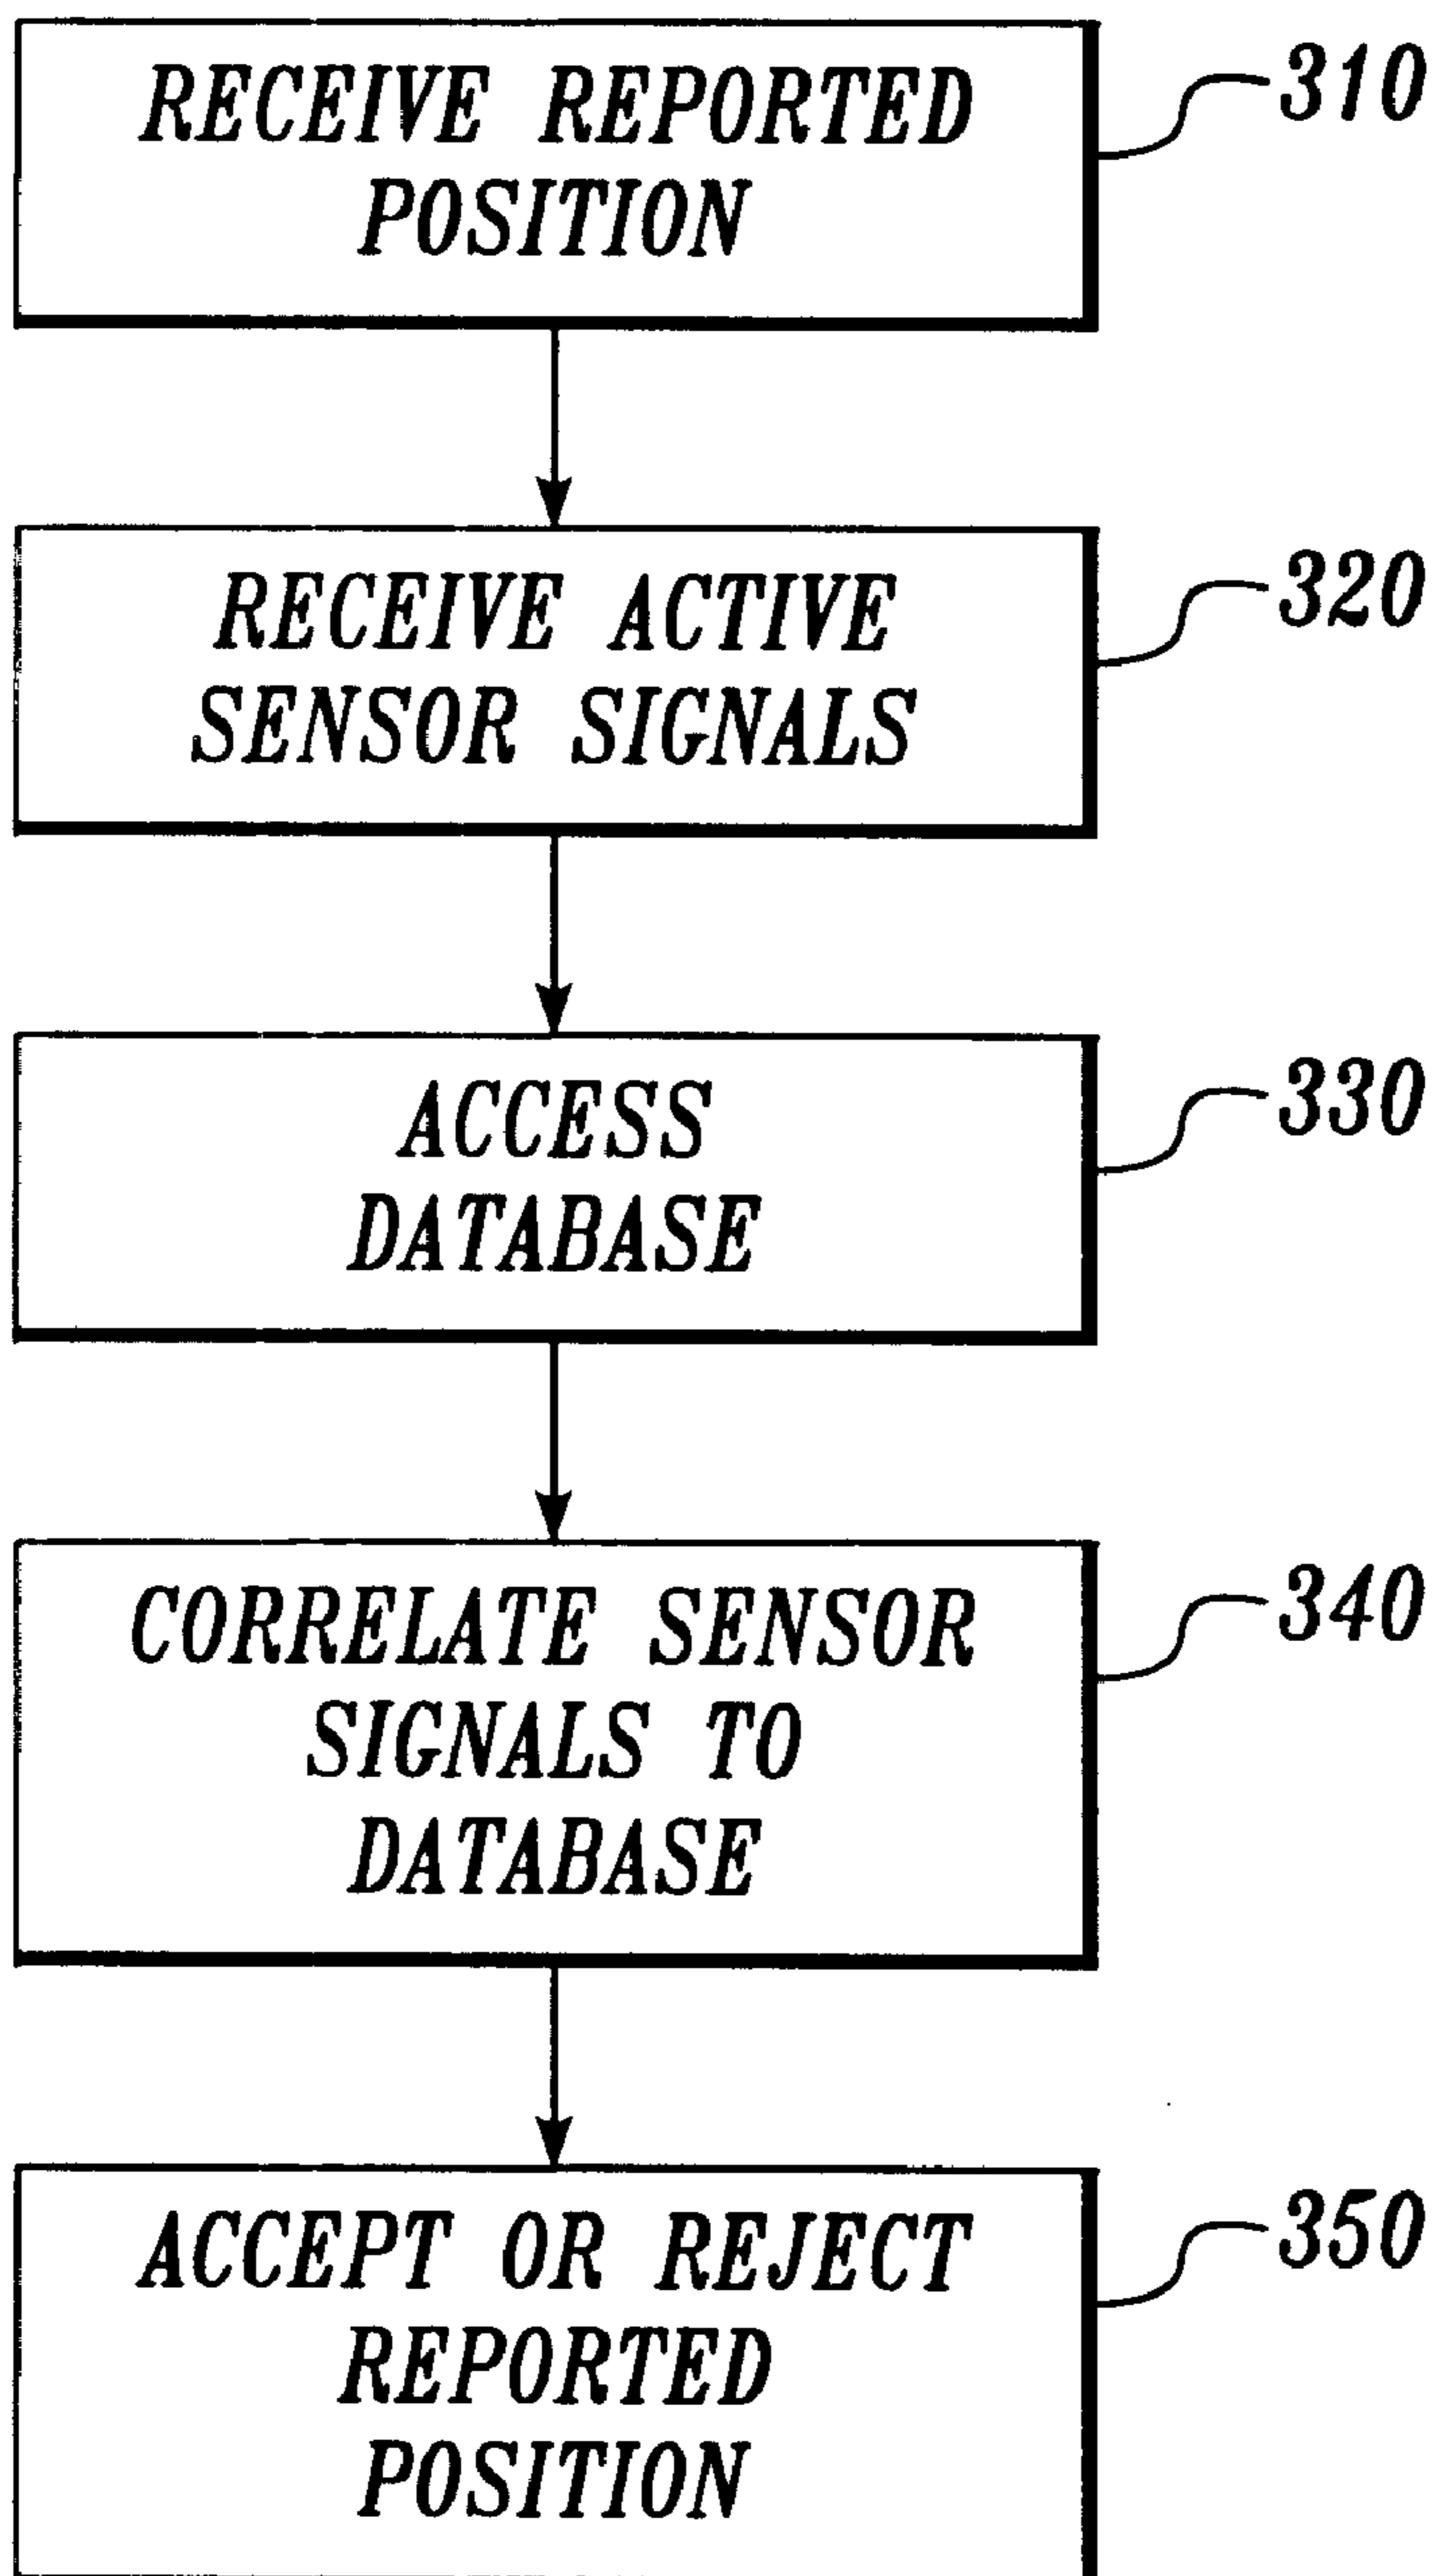 RECEIVE REPORTED
POSITION
310
RECEIVE ACTIVE
SENSOR SIGNALS
320
ACCESS
DATABASE
330
CORRELATE SENSOR
SIGNALS TO
DATABASE
340
ACCEPT OR REJECT
REPORTED
POSITION
350